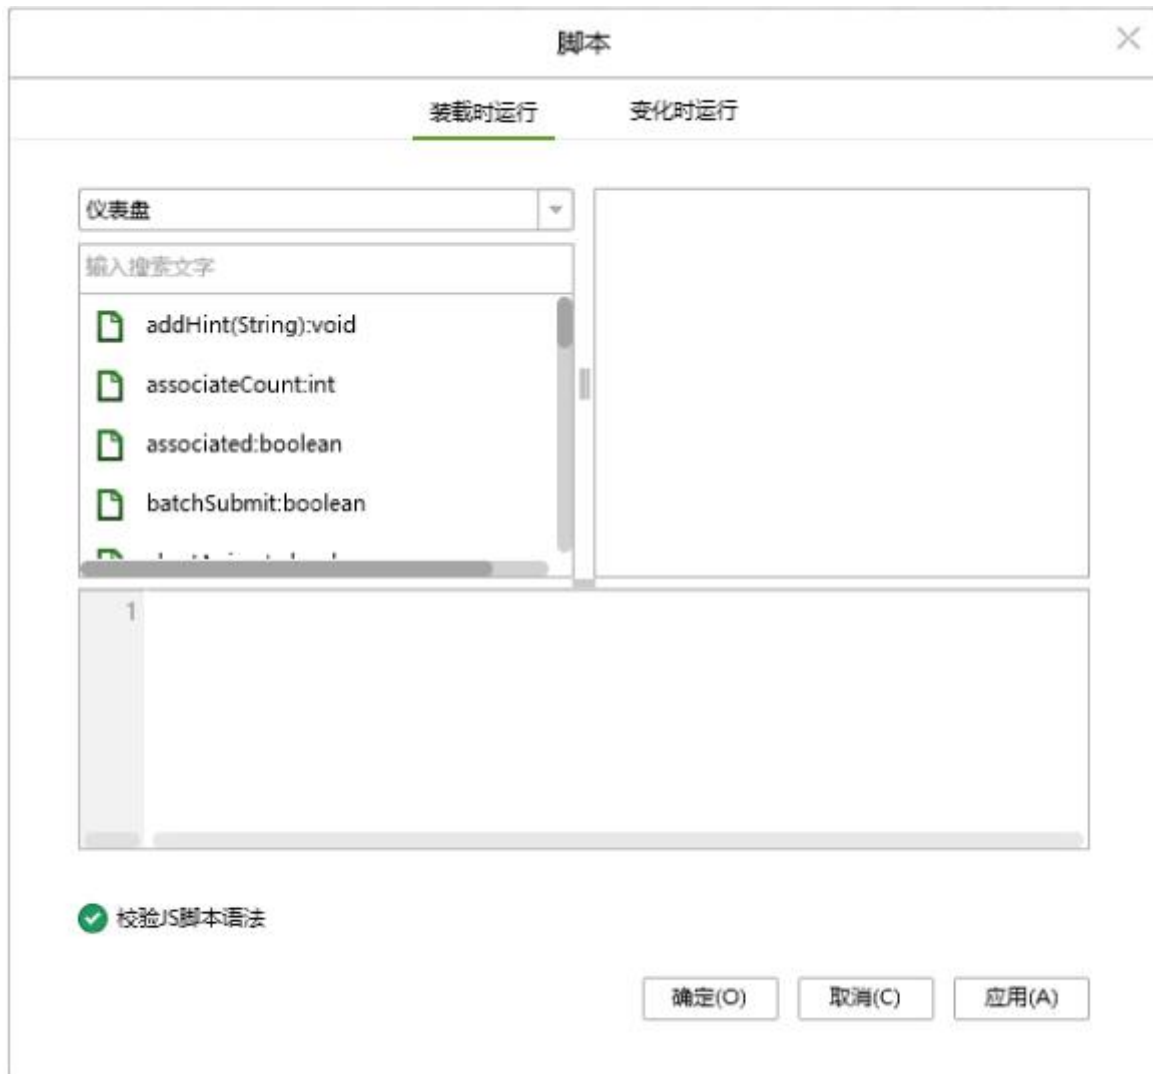 脚本
装载时运行 变化时运行
仪表盘
输入搜索文字
addHint(String):void
associateCount:int
associated:boolean
batchSubmit:boolean
1
校验JS脚本语法
确定(O) 取消(C) 应用(A)